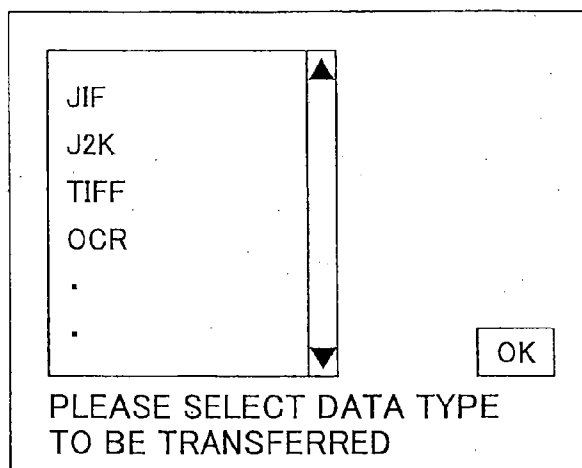 JIF
J2K
TIFF
OCR
.
.
OK
PLEASE SELECT DATA TYPE
TO BE TRANSFERRED